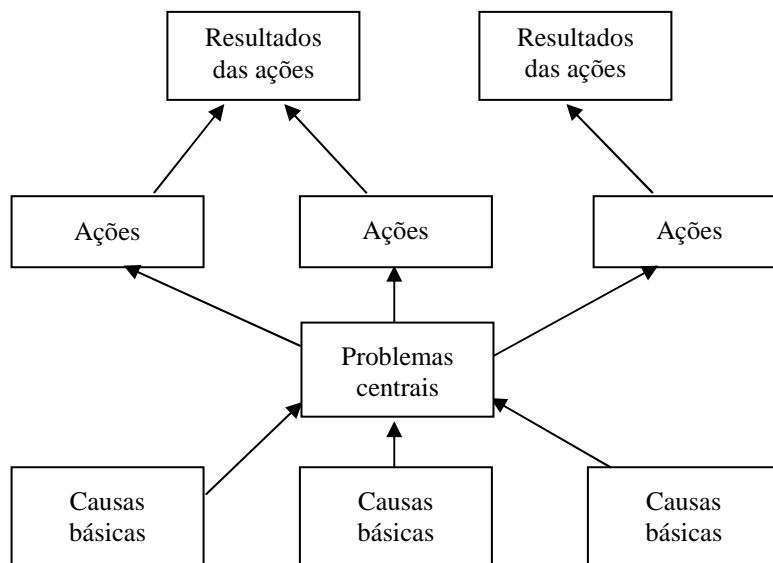 Resultados
das ações
Resultados
das ações
Ações
Ações
Ações
Problemas
centrais
Causas
básicas
Causas
básicas
Causas
básicas